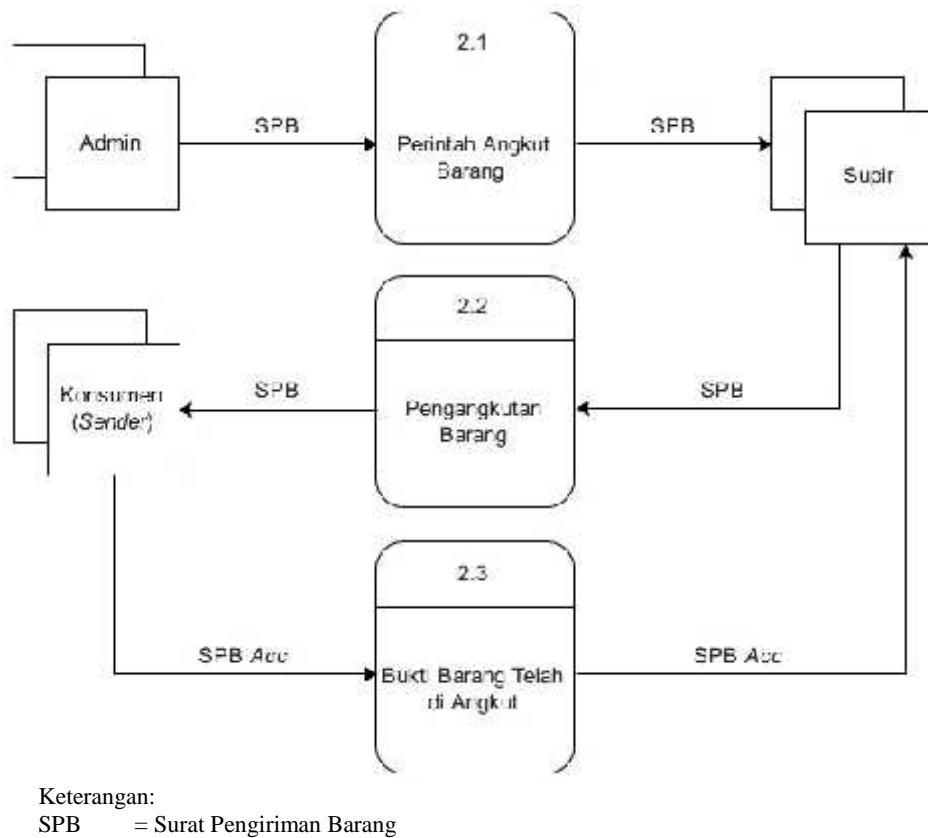 2.1
Admin
SPB
Perintah Angkut
Barang
SPB
Supir
2.2
Konsumen
(Sender)
SPB
Pengangkutan
Barang
SPB
2.3
SPB Acc
Bukti Barang Telah
di Angkut
SPB Acc
Keterangan:
SPB = Surat Pengiriman Barang